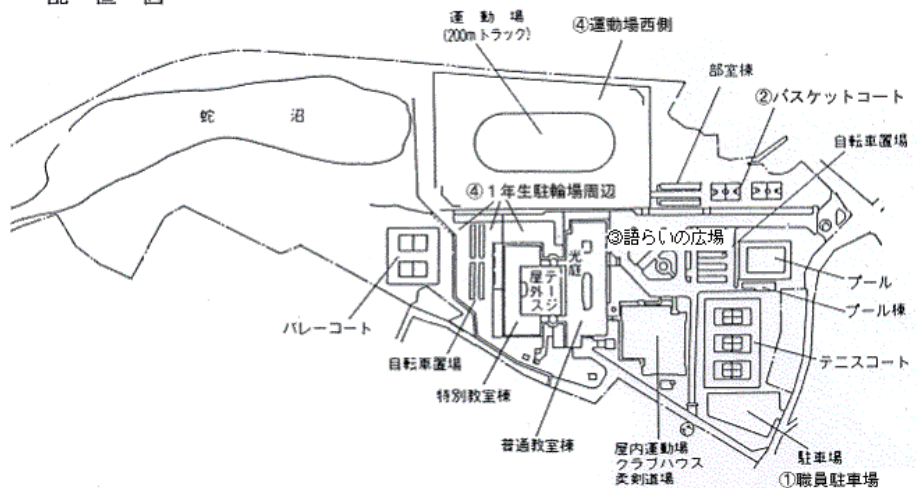 配置図
運動場
(200mトラック)
④運動場西側
部室棟
②バスケットコート
自転車置場
蛇沼
④1年生駐輪場周辺
③語らいの広場
光庭
屋外ステージ
プール
プール棟
バレーコート
テニスコート
自転車置場
特別教室棟
普通教室棟
屋内運動場
クラブハウス
柔剣道場
駐車場
①職員駐車場